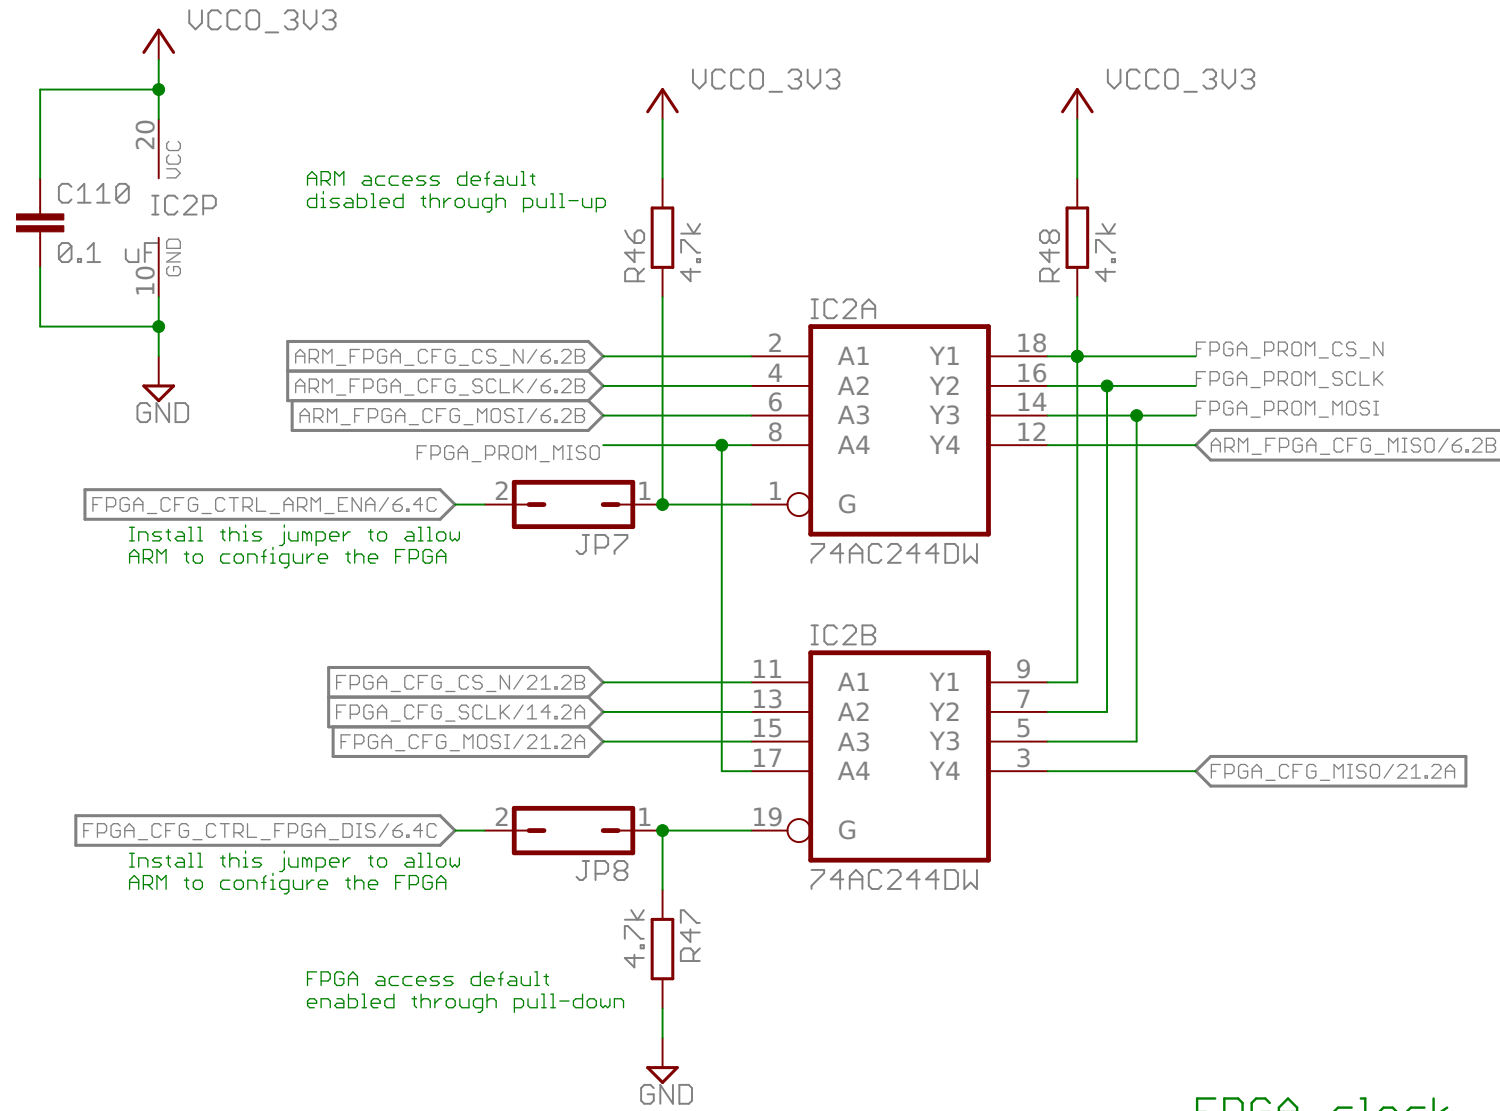 VCCO_3V3
VCCO_3V3
VCCO_3V3
20
VCC
C110
IC2P
0.1 uF
GND
10
GND
ARM access default
disabled through pull-up
R46
4.7k
R48
4.7k
IC2A
ARM_FPGA_CFG_CS_N/6.2B
2
A1
Y1
18
FPGA_PROM_CS_N
ARM_FPGA_CFG_SCLK/6.2B
4
A2
Y2
16
FPGA_PROM_SCLK
ARM_FPGA_CFG_MOSI/6.2B
6
A3
Y3
14
FPGA_PROM_MOSI
FPGA_PROM_MISO
8
A4
Y4
12
ARM_FPGA_CFG_MISO/6.2B
FPGA_CFG_CTRL_ARM_ENA/6.4C
2
1
1
G
Install this jumper to allow
ARM to configure the FPGA
JP7
74AC244DW
IC2B
FPGA_CFG_CS_N/21.2B
11
A1
Y1
9
FPGA_CFG_SCLK/14.2A
13
A2
Y2
7
FPGA_CFG_MOSI/21.2A
15
A3
Y3
5
17
A4
Y4
3
FPGA_CFG_MISO/21.2A
FPGA_CFG_CTRL_FPGA_DIS/6.4C
2
1
19
G
Install this jumper to allow
ARM to configure the FPGA
JP8
74AC244DW
4.7k
R47
FPGA access default
enabled through pull-down
GND
FPGA clock